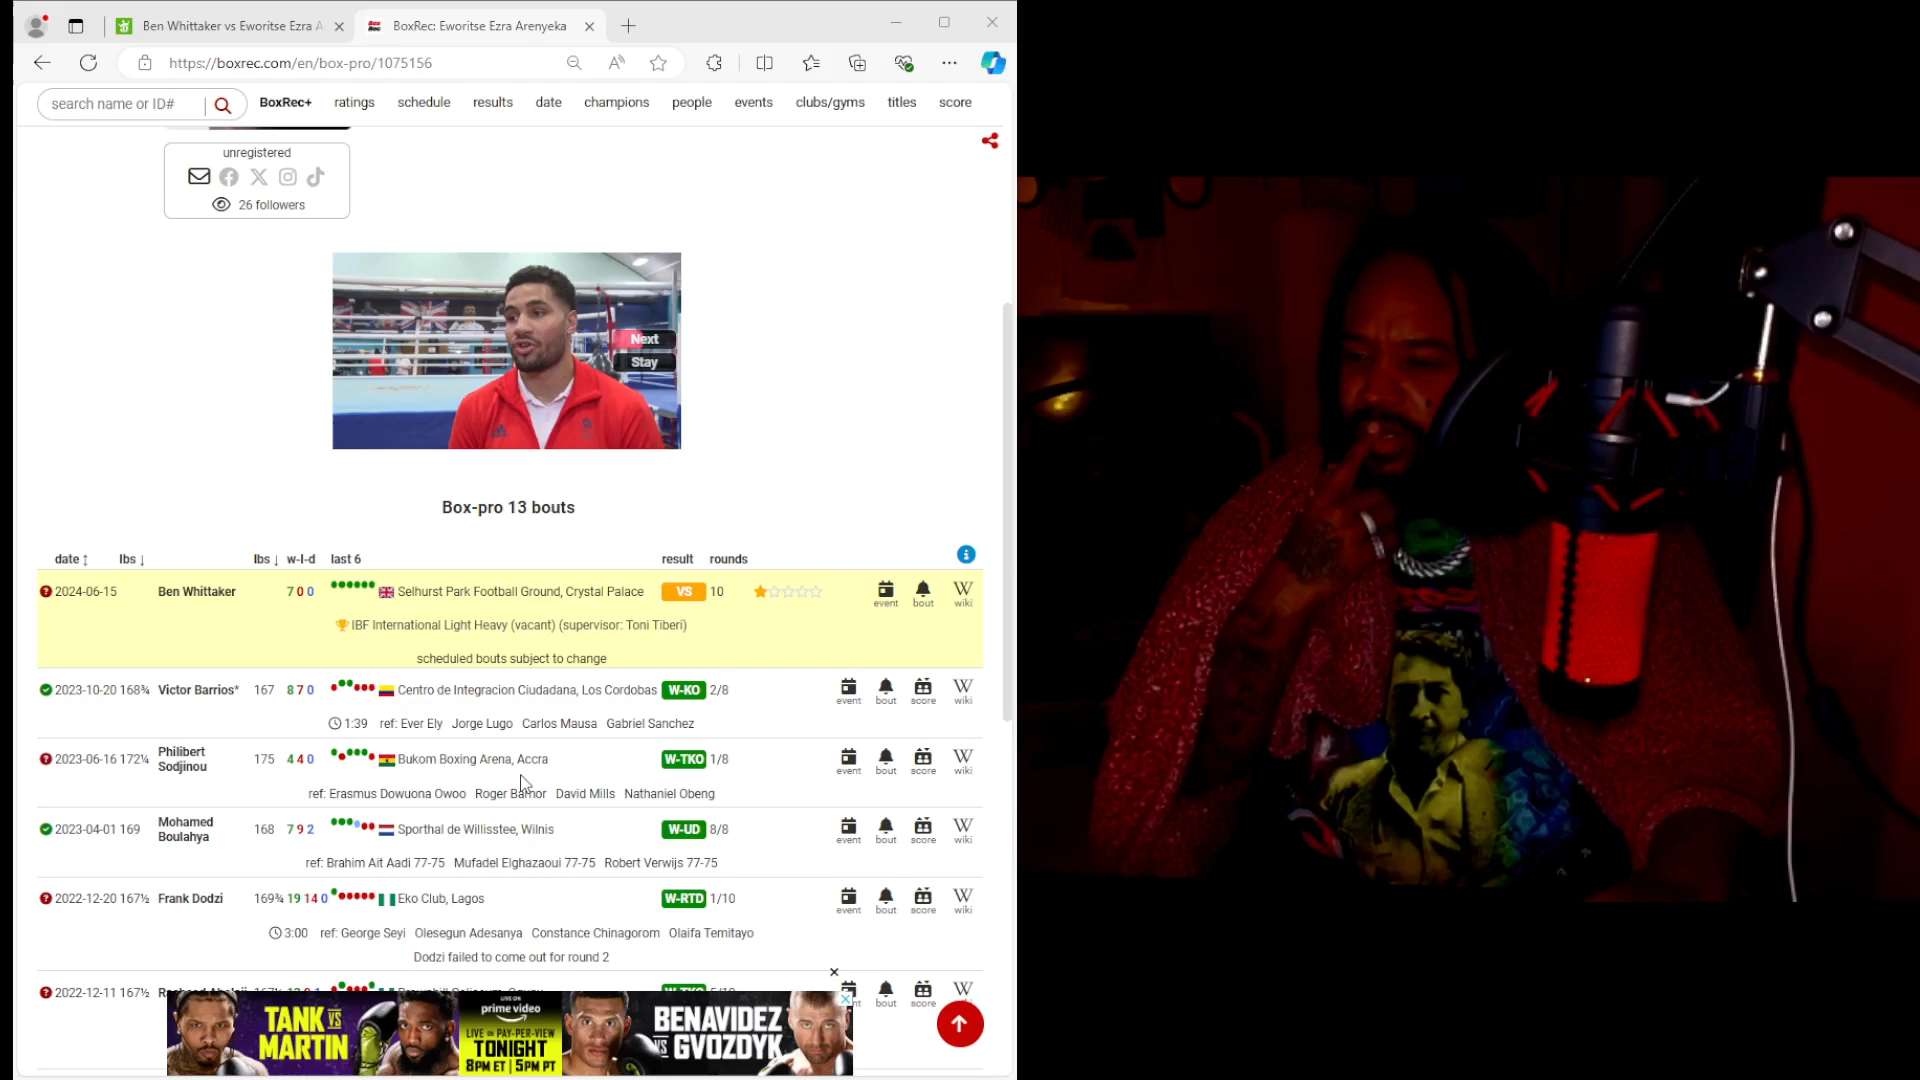 Ben Whittaker vs Eworitse Ezra A
BoxRec: Eworitse Ezra Arenyeka
https://boxrec.com/en/box-pro/1075156
search name or ID# BoxRec+ ratings schedule results date champions people events clubs/gyms titles score
unregistered
26 followers
Next
Stay
Box-pro 13 bouts
date lbs lbs w-l-d last 6 result rounds
2024-06-15 Ben Whittaker 7 0 0 Selhurst Park Football Ground, Crystal Palace VS 10 event bout wiki
IBF International Light Heavy (vacant) (supervisor: Toni Tiberi)
scheduled bouts subject to change
2023-10-20 168¾ Victor Barrios* 167 8 7 0 Centro de Integracion Ciudadana, Los Cordobas W-KO 2/8 event bout score wiki
1:39 ref: Ever Ely Jorge Lugo Carlos Mausa Gabriel Sanchez
2023-06-16 172¼ Philibert Sodjinou 175 4 4 0 Bukom Boxing Arena, Accra W-TKO 1/8 event bout score wiki
ref: Erasmus Dowuona Owoo Roger Barnor David Mills Nathaniel Obeng
2023-04-01 169 Mohamed Boulahya 168 7 9 2 Sporthal de Willisstee, Wilnis W-UD 8/8 event bout score wiki
ref: Brahim Ait Aadi 77-75 Mufadel Elghazaoui 77-75 Robert Verwijs 77-75
2022-12-20 167½ Frank Dodzi 169¾ 19 14 0 Eko Club, Lagos W-RTD 1/10 event bout score wiki
3:00 ref: George Seyi Olesegun Adesanya Constance Chinagorom Olaifa Temitayo
Dodzi failed to come out for round 2
2022-12-11 167½ bout score wiki
TANK VS MARTIN
LIVE ON prime video
LIVE ON PAY-PER-VIEW
TONIGHT
8PM ET | 5PM PT
BENAVIDEZ VS GVOZDYK